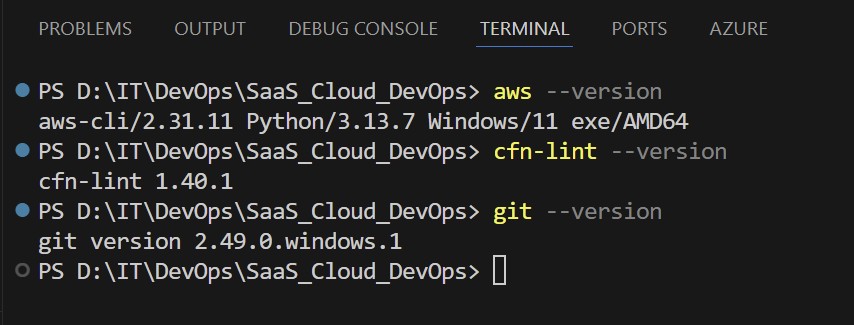 PROBLEMS OUTPUT DEBUG CONSOLE TERMINAL PORTS AZURE
PS D:\IT\DevOps\SaaS_Cloud_DevOps> aws --version
aws-cli/2.31.11 Python/3.13.7 Windows/11 exe/AMD64
PS D:\IT\DevOps\SaaS_Cloud_DevOps> cfn-lint --version
cfn-lint 1.40.1
PS D:\IT\DevOps\SaaS_Cloud_DevOps> git --version
git version 2.49.0.windows.1
PS D:\IT\DevOps\SaaS_Cloud_DevOps>